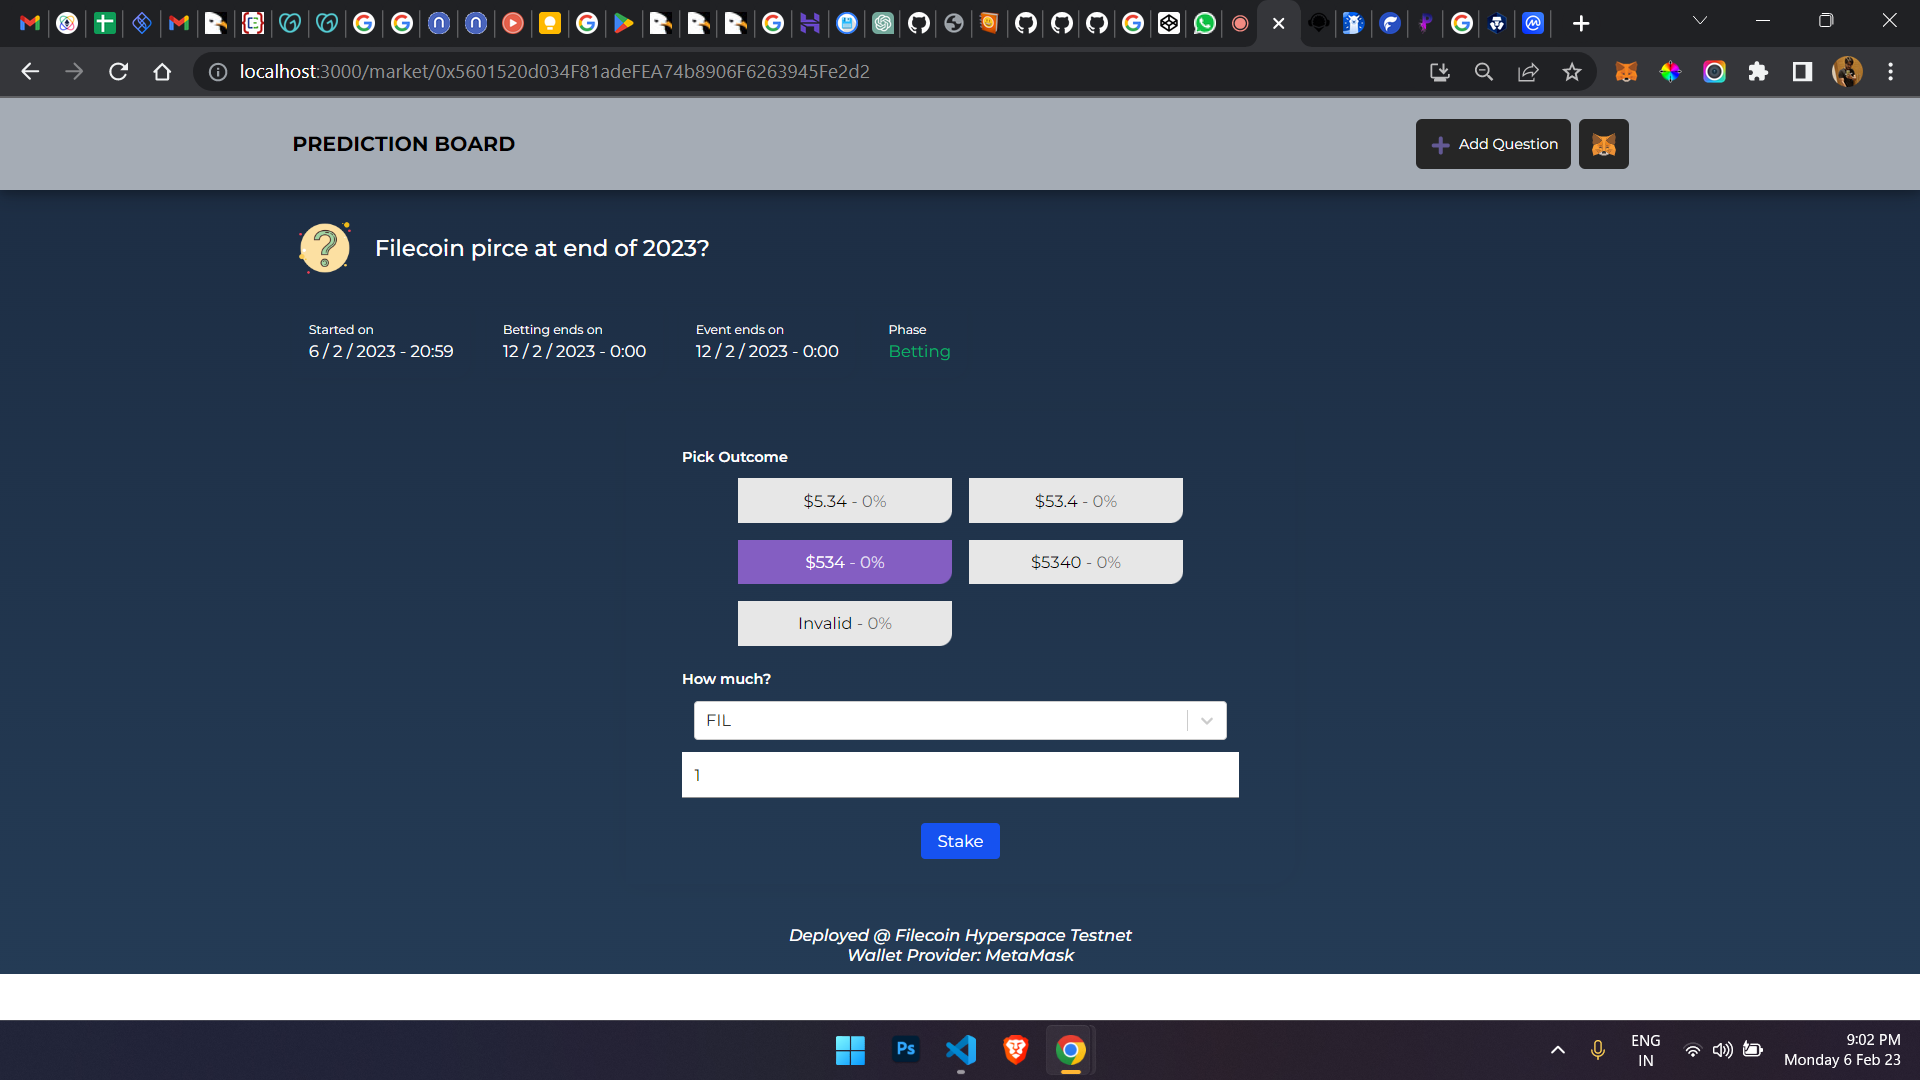 localhost:3000/market/0x5601520d034F81adeFEA74b8906F6263945Fe2d2
PREDICTION BOARD
Add Question
Filecoin pirce at end of 2023?
Started on
6 / 2 / 2023 - 20:59
Betting ends on
12 / 2 / 2023 - 0:00
Event ends on
12 / 2 / 2023 - 0:00
Phase
Betting
Pick Outcome
$5.34 - 0%
$53.4 - 0%
$534 - 0%
$5340 - 0%
Invalid - 0%
How much?
FIL
1
Stake
Deployed @ Filecoin Hyperspace Testnet
Wallet Provider: MetaMask
Ps
ENG
IN
9:02 PM
Monday 6 Feb 23